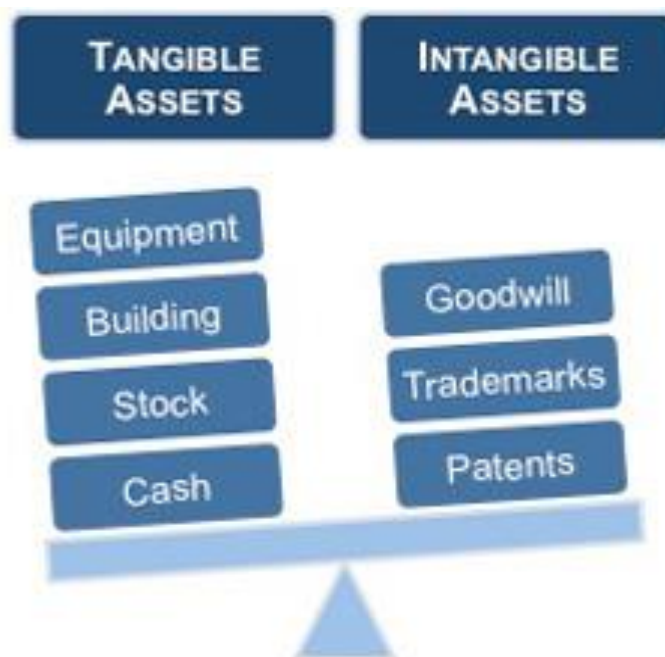 TANGIBLE
ASSETS
INTANGIBLE
ASSETS
Equipment
Building
Stock
Cash
Goodwill
Trademarks
Patents